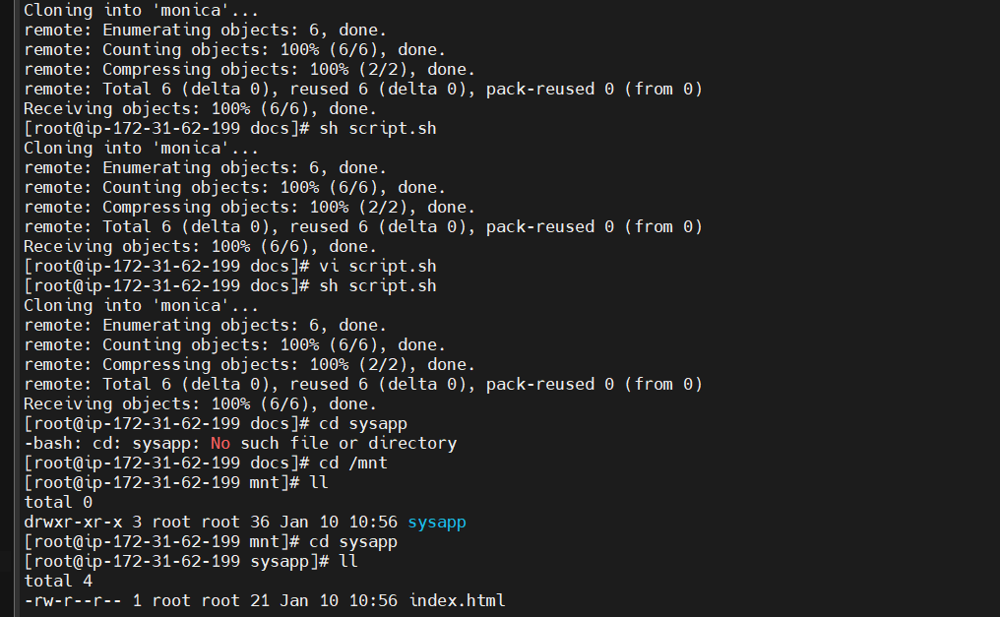 Cloning into 'monica'...
remote: Enumerating objects: 6, done.
remote: Counting objects: 100% (6/6), done.
remote: Compressing objects: 100% (2/2), done.
remote: Total 6 (delta 0), reused 6 (delta 0), pack-reused 0 (from 0)
Receiving objects: 100% (6/6), done.
[root@ip-172-31-62-199 docs]# sh script.sh
Cloning into 'monica'...
remote: Enumerating objects: 6, done.
remote: Counting objects: 100% (6/6), done.
remote: Compressing objects: 100% (2/2), done.
remote: Total 6 (delta 0), reused 6 (delta 0), pack-reused 0 (from 0)
Receiving objects: 100% (6/6), done.
[root@ip-172-31-62-199 docs]# vi script.sh
[root@ip-172-31-62-199 docs]# sh script.sh
Cloning into 'monica'...
remote: Enumerating objects: 6, done.
remote: Counting objects: 100% (6/6), done.
remote: Compressing objects: 100% (2/2), done.
remote: Total 6 (delta 0), reused 6 (delta 0), pack-reused 0 (from 0)
Receiving objects: 100% (6/6), done.
[root@ip-172-31-62-199 docs]# cd sysapp
-bash: cd: sysapp: No such file or directory
[root@ip-172-31-62-199 docs]# cd /mnt
[root@ip-172-31-62-199 mnt]# ll
total 0
drwxr-xr-x 3 root root 36 Jan 10 10:56 sysapp
[root@ip-172-31-62-199 mnt]# cd sysapp
[root@ip-172-31-62-199 sysapp]# ll
total 4
-rw-r--r-- 1 root root 21 Jan 10 10:56 index.html